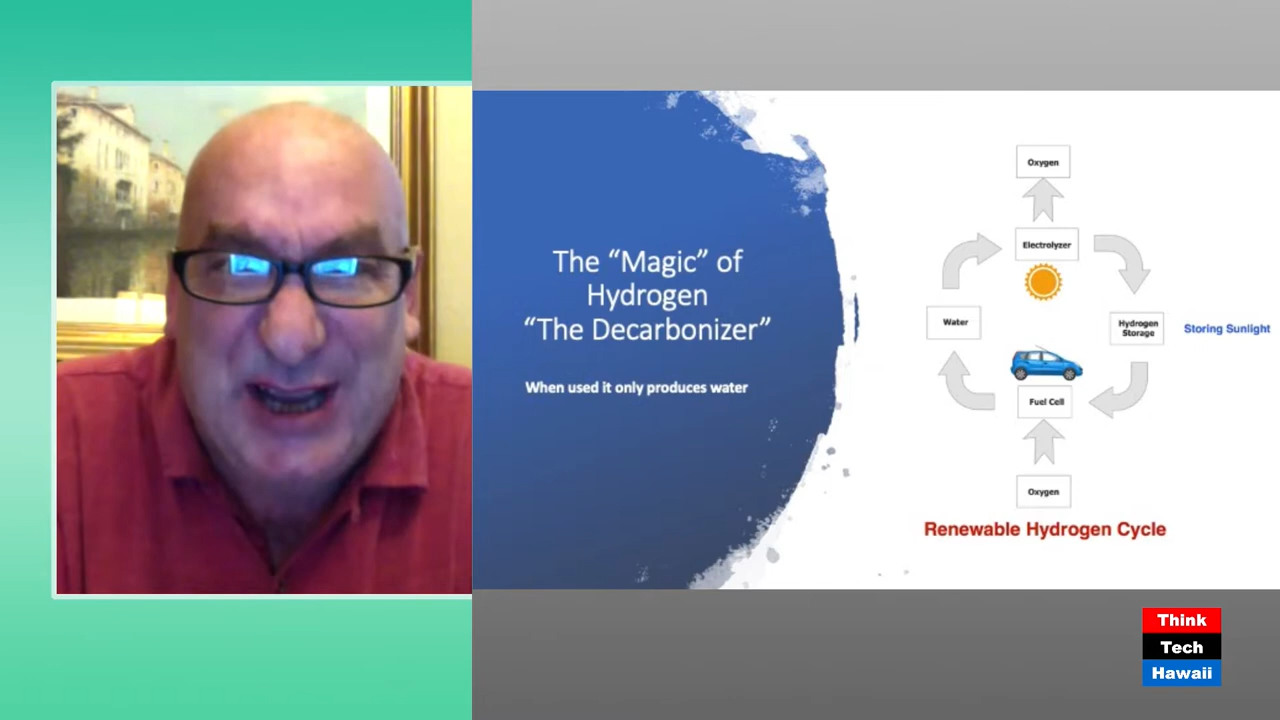 The “Magic” of
Hydrogen
“The Decarbonizer”
When used it only produces water
Oxygen
Electrolyzer
Water
Hydrogen
Storage
Storing Sunlight
Fuel Cell
Oxygen
Renewable Hydrogen Cycle
Think
Tech
Hawaii